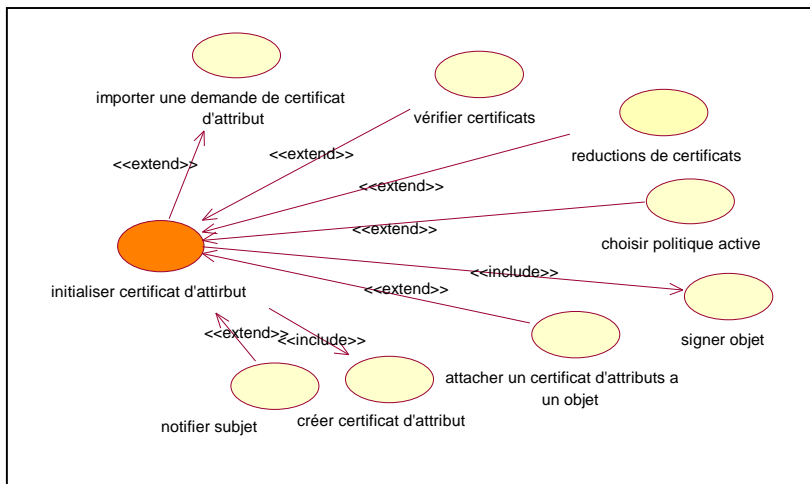 importer une demande de certificat
d'attribut
vérifier certificats
<<extend>>
<<extend>>
reductions de certificats
<<extend>>
<<extend>>
choisir politique active
<<include>>
initialiser certificat d'attirbut
<<extend>>
<<extend>>
<<include>>
signer objet
attacher un certificat d'attributs a
un objet
notifier subjet
créer certificat d'attribut